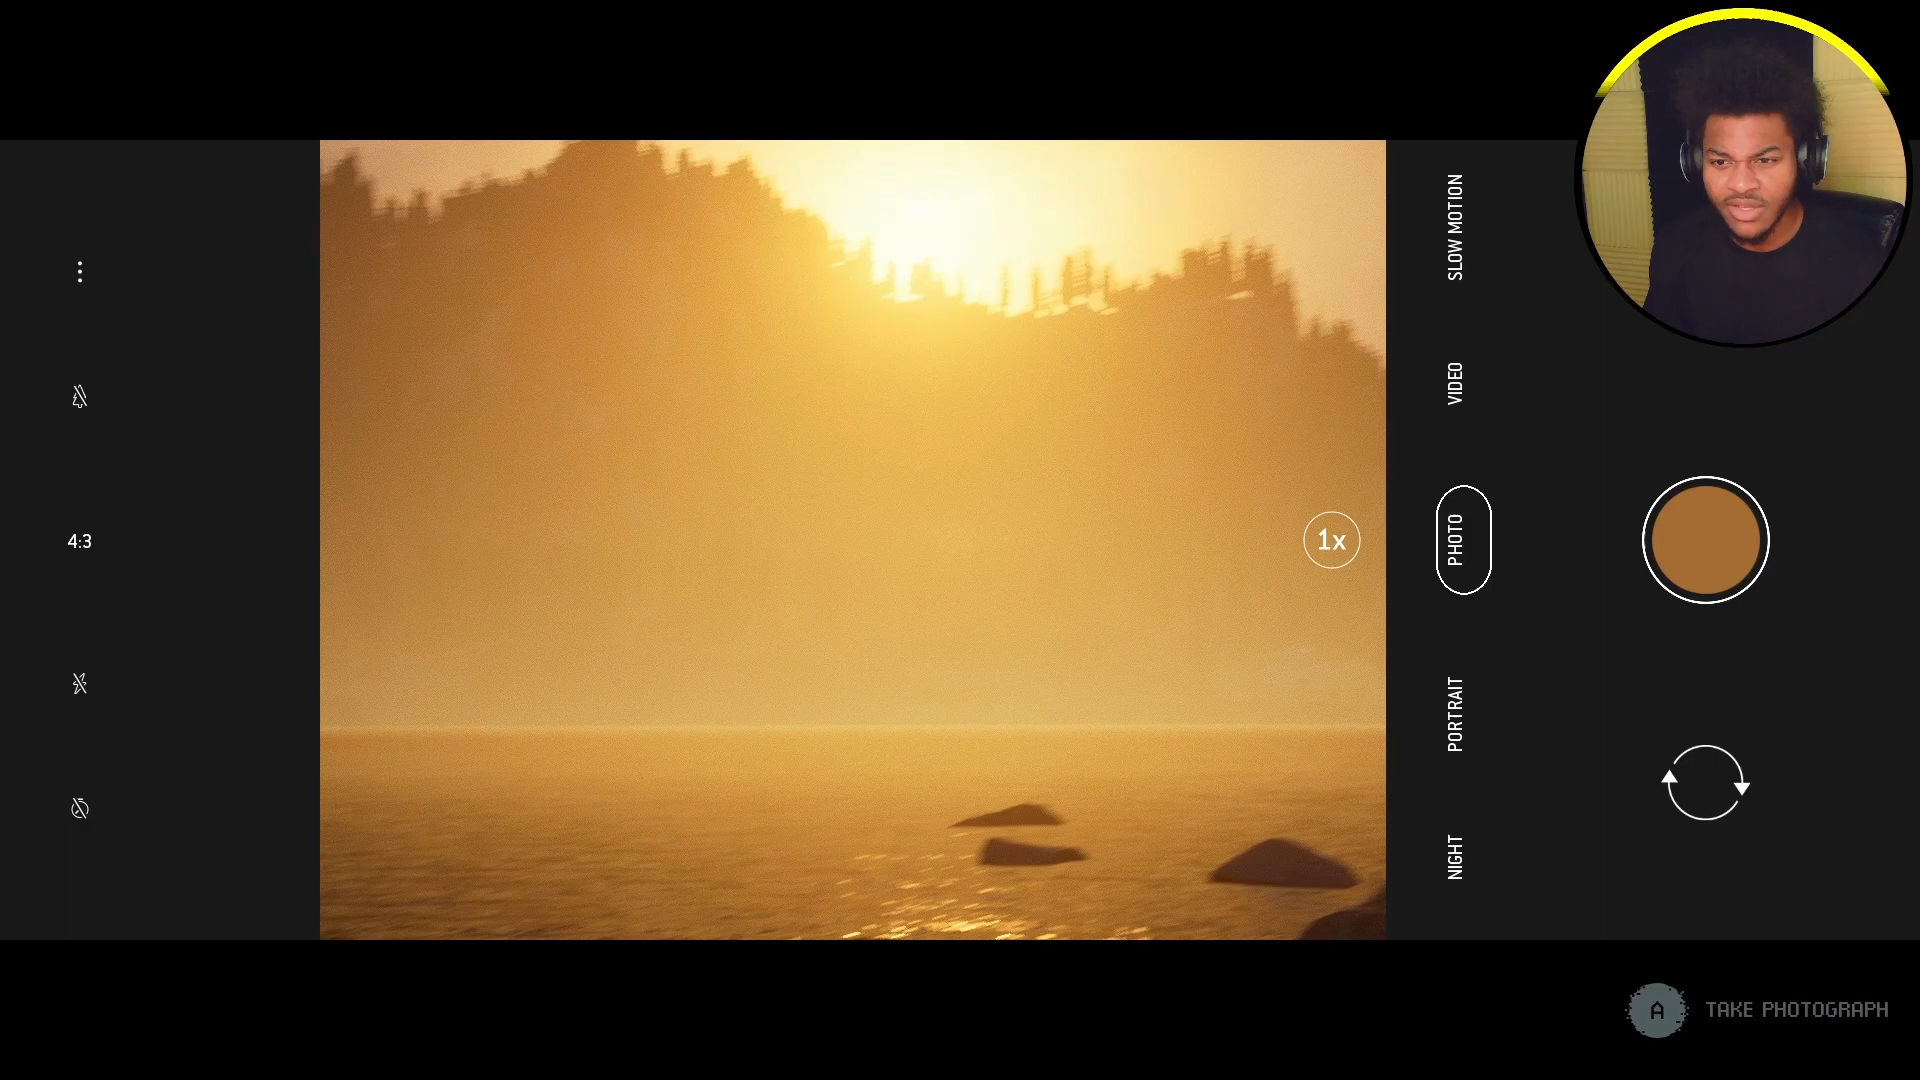 4:3
1x
SLOW MOTION
VIDEO
PHOTO
PORTRAIT
NIGHT
A TAKE PHOTOGRAPH